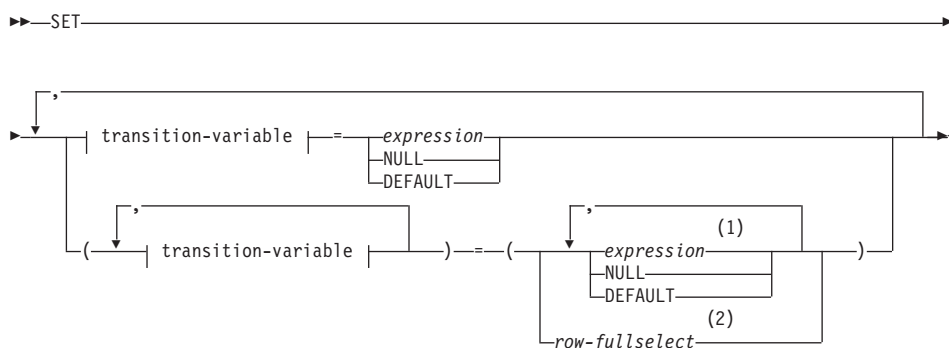 SET
,
transition-variable = expression
NULL
DEFAULT
, ,
(1)
( transition-variable ) = ( expression )
NULL
DEFAULT
(2)
row-fullselect